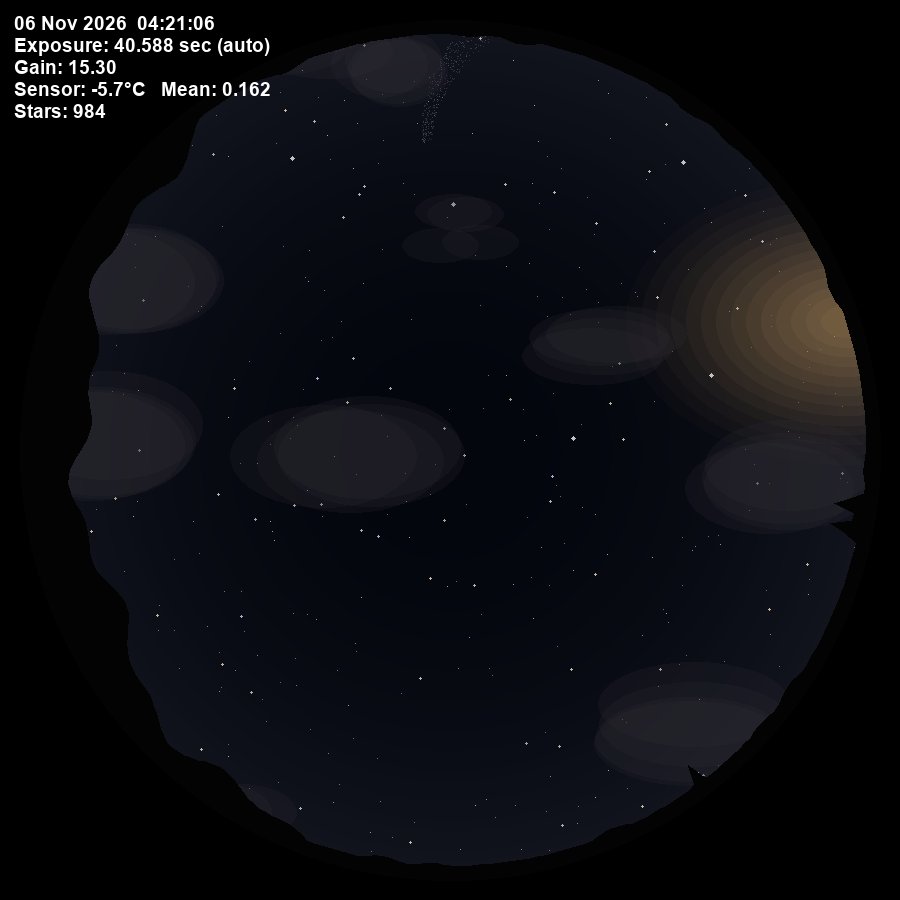 06 Nov 2026 04:21:06
Exposure: 40.588 sec (auto)
Gain: 15.30
Sensor: -5.7°C Mean: 0.162
Stars: 984